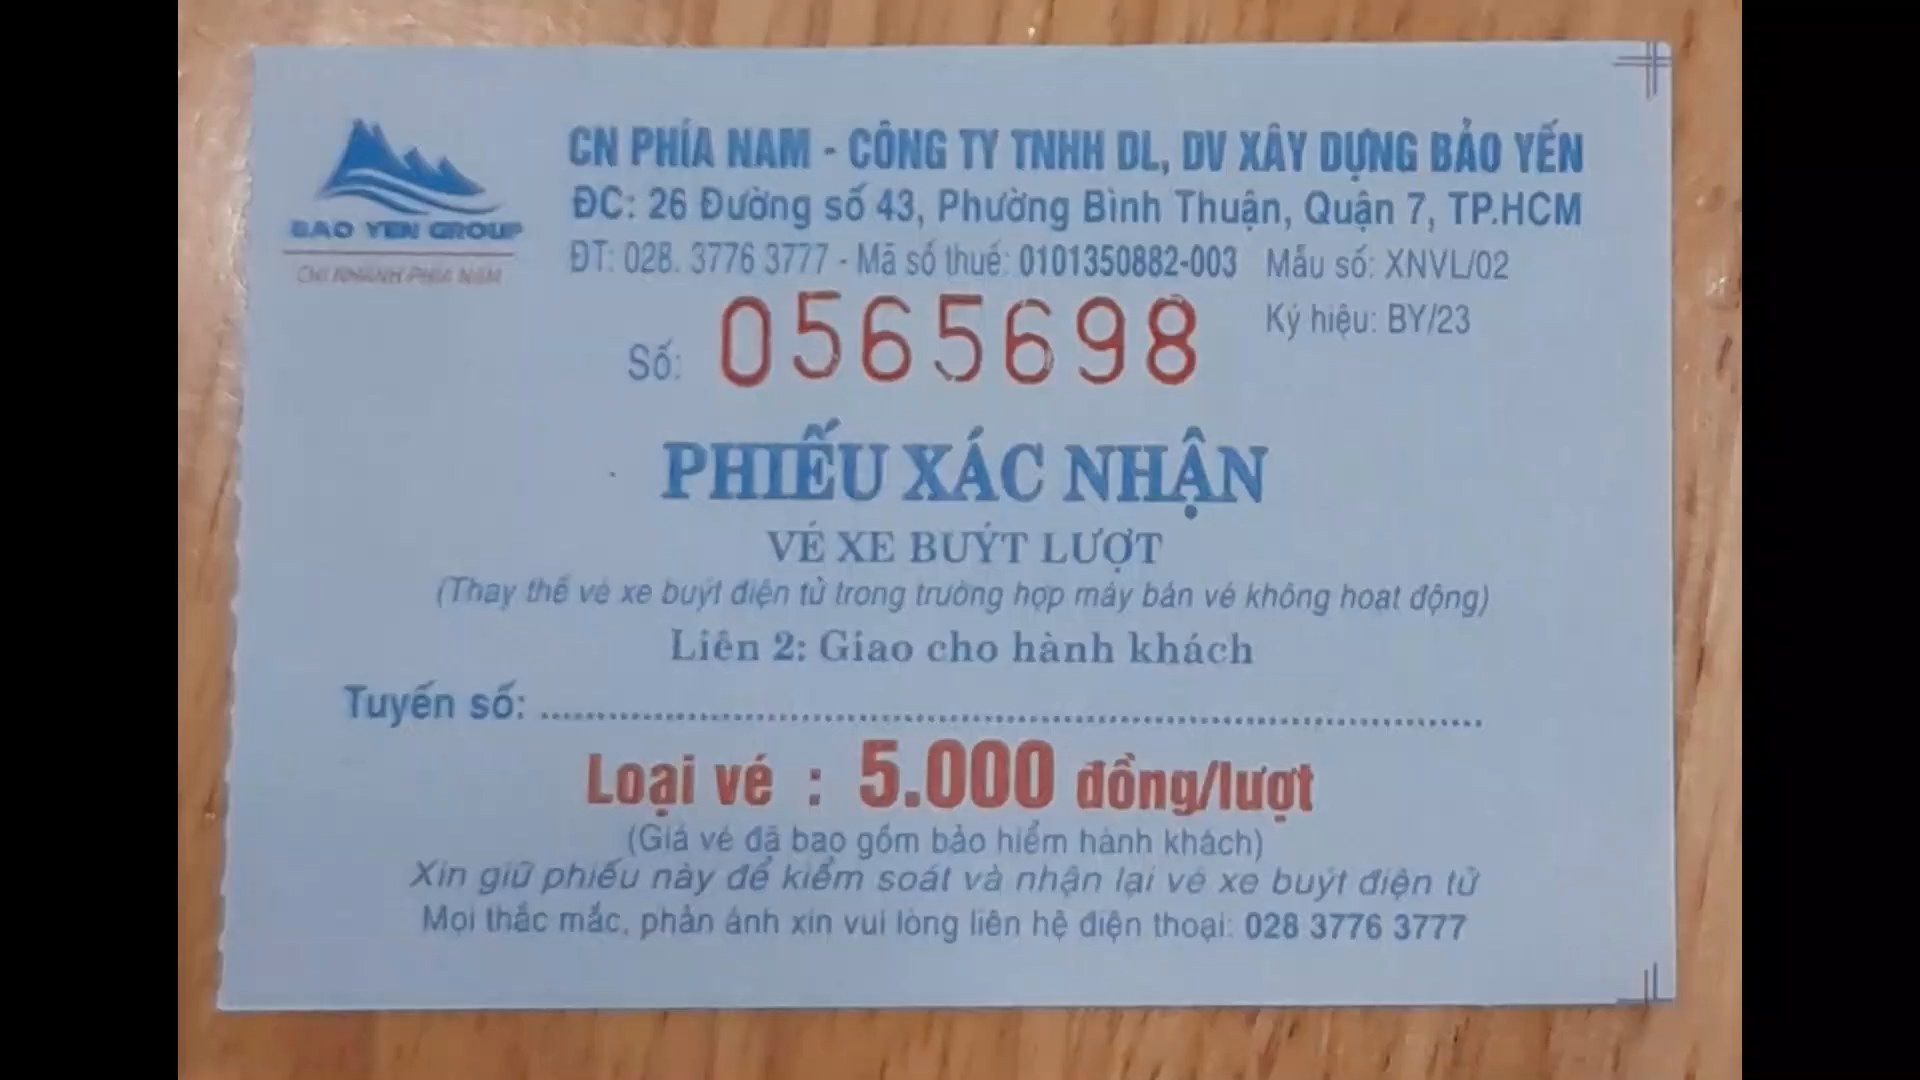 BAO YEN GROUP
CHI NHÁNH PHÍA NAM
CN PHÍA NAM - CÔNG TY TNHH DL, DV XÂY DỰNG BẢO YẾN
ĐC: 26 Đường số 43, Phường Bình Thuận, Quận 7, TP.HCM
ĐT: 028. 3776 3777 - Mã số thuế: 0101350882-003 Mẫu số: XNVL/02
Ký hiệu: BY/23
Số: 0565698
PHIẾU XÁC NHẬN
VÉ XE BUÝT LƯỢT
(Thay thế vé xe buýt điện tử trong trường hợp máy bán vé không hoạt động)
Liên 2: Giao cho hành khách
Tuyến số: ........................................................................
Loại vé : 5.000 đồng/lượt
(Giá vé đã bao gồm bảo hiểm hành khách)
Xin giữ phiếu này để kiểm soát và nhận lại vé xe buýt điện tử
Mọi thắc mắc, phản ánh xin vui lòng liên hệ điện thoại: 028 3776 3777